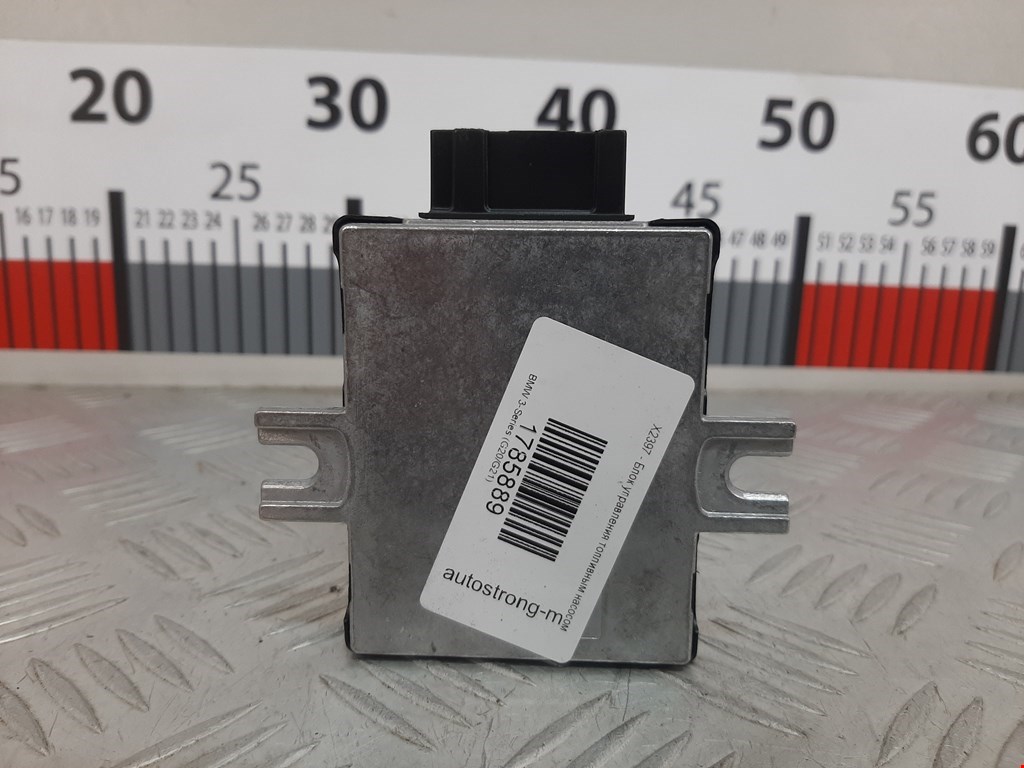 20 30 40 50 60
5 25 45 55
16 17 18 19 21 22 23 24 26 27 28 29 47 48 49 51 52 53 54 56 57 58 59
X2397 - Блок управления топливным насосом
1785889
BMW 3-Series (G20/G21)
autostrong-m